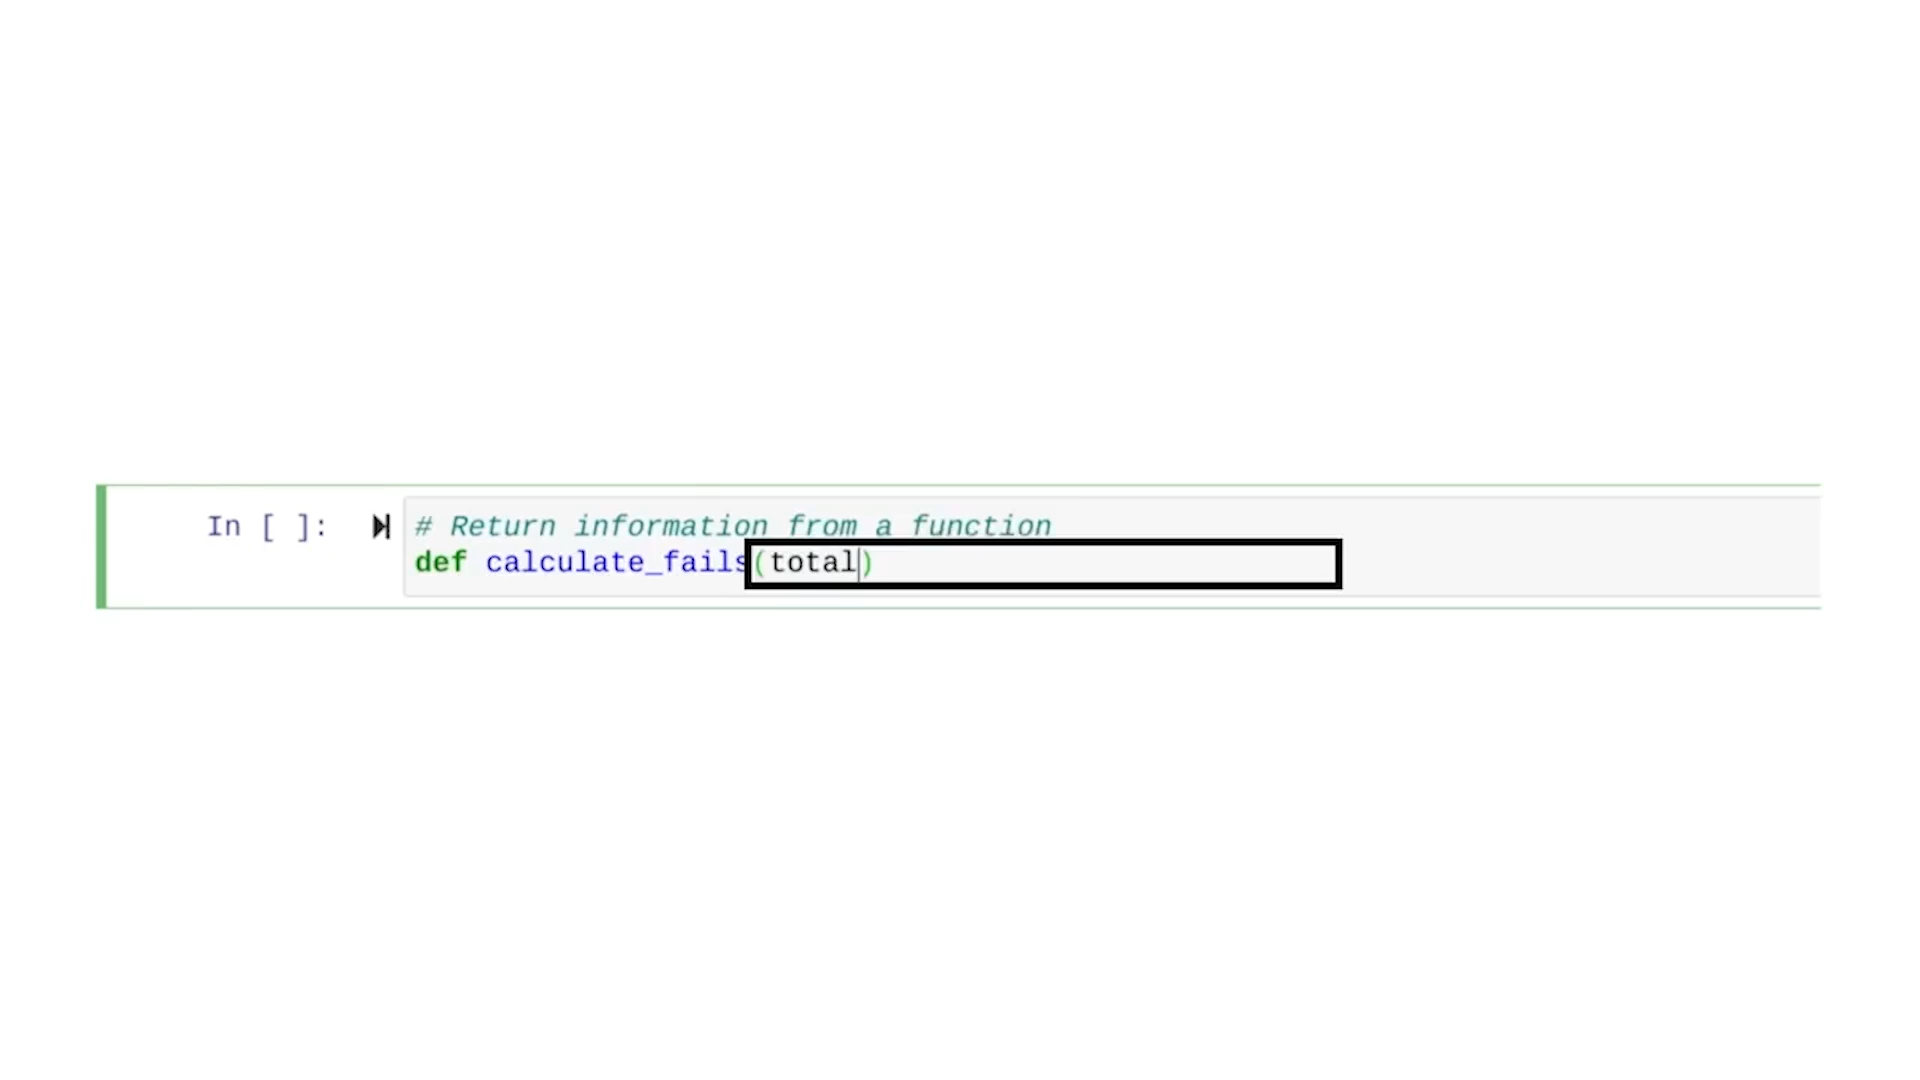 In [ ]: # Return information from a function
def calculate_fails(total)